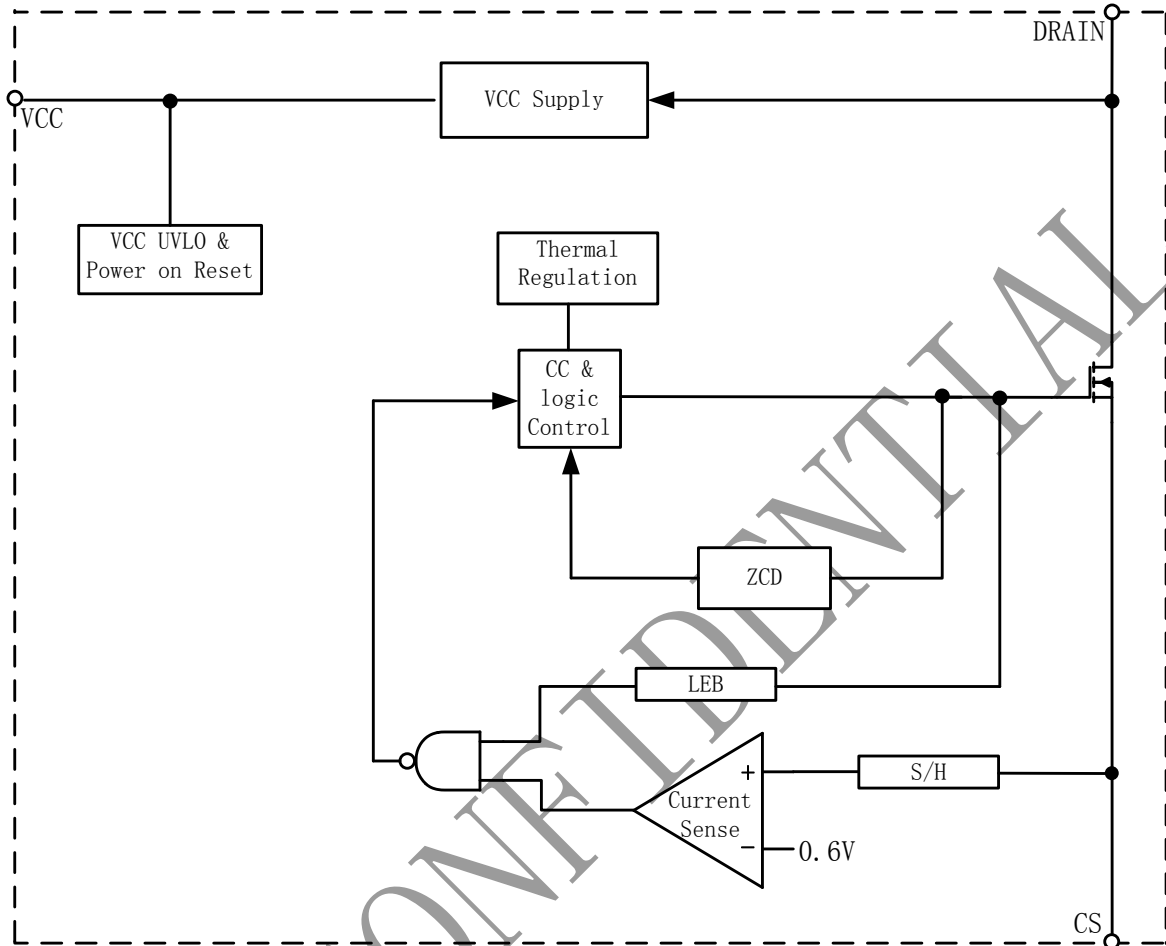 DRAIN
VCC
VCC Supply
VCC UVLO &
Power on Reset
Thermal
Regulation
CC &
logic
Control
ZCD
LEB
S/H
+
Current
Sense
−
0.6V
CS
ONFIDENTIAL